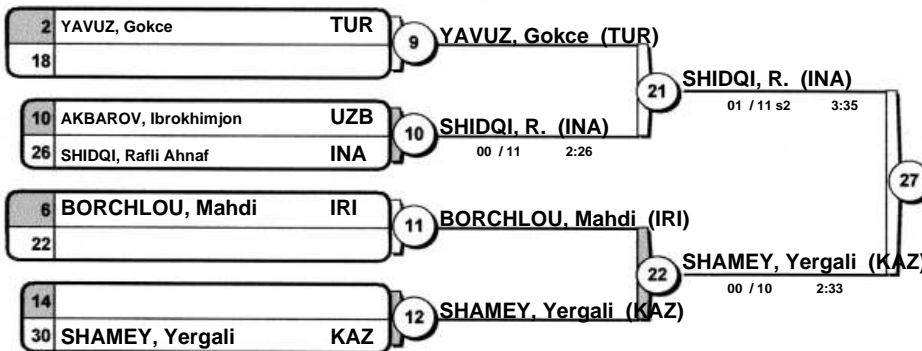 2 YAVUZ, Gokce TUR
18
9 YAVUZ, Gokce (TUR)
10 AKBAROV, Ibrokhimjon UZB
26 SHIDQI, Rafli Ahnaf INA
10 SHIDQI, R. (INA)
00 / 11 2:26
21 SHIDQI, R. (INA)
01 / 11 s2 3:35
6 BORCHLOU, Mahdi IRI
22
11 BORCHLOU, Mahdi (IRI)
14
30 SHAMEY, Yergali KAZ
12 SHAMEY, Yergali (KAZ)
22 SHAMEY, Yergali (KAZ)
00 / 10 2:33
27